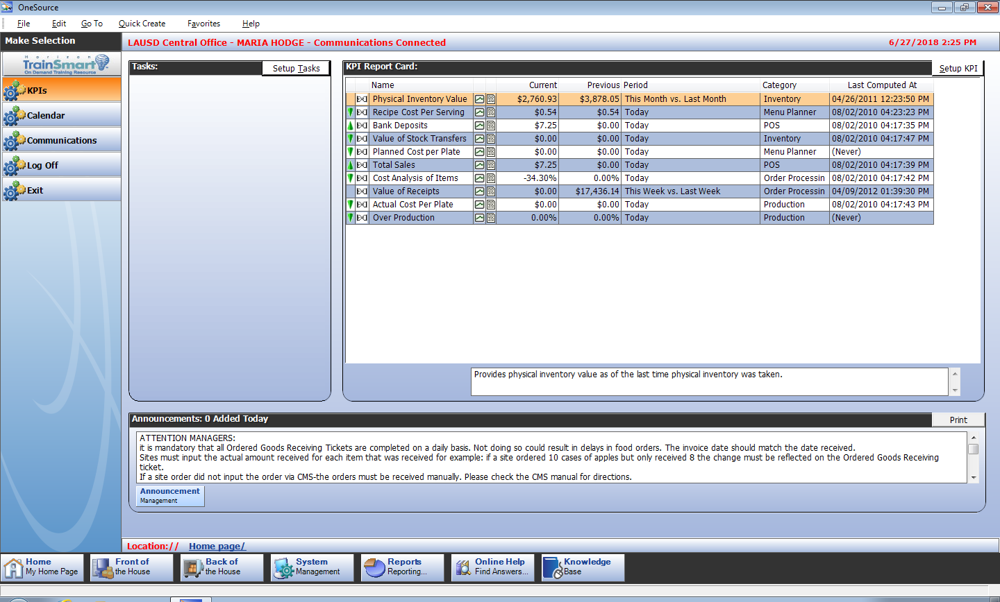 OneSource
File Edit Go To Quick Create Favorites Help
Make Selection
LAUSD Central Office - MARIA HODGE - Communications Connected 6/27/2018 2:25 PM
Horizon
TrainSmart
On Demand Training Resource
KPIs
Calendar
Communications
Log Off
Exit
Tasks: Setup Tasks
KPI Report Card: Setup KPI
Name Current Previous Period Category Last Computed At
Physical Inventory Value $2,760.93 $3,878.05 This Month vs. Last Month Inventory 04/26/2011 12:23:50 PM
Recipe Cost Per Serving $0.54 $0.54 Today Menu Planner 08/02/2010 04:23:23 PM
Bank Deposits $7.25 $0.00 Today POS 08/02/2010 04:17:35 PM
Value of Stock Transfers $0.00 $0.00 Today Inventory 08/02/2010 04:17:47 PM
Planned Cost per Plate $0.00 $0.00 Today Menu Planner (Never)
Total Sales $7.25 $0.00 Today POS 08/02/2010 04:17:39 PM
Cost Analysis of Items -34.30% 0.00% Today Order Processin 08/02/2010 04:17:42 PM
Value of Receipts $0.00 $17,436.14 This Week vs. Last Week Order Processin 04/09/2012 01:39:30 PM
Actual Cost Per Plate $0.00 $0.00 Today Production 08/02/2010 04:17:43 PM
Over Production 0.00% 0.00% Today Production (Never)
Provides physical inventory value as of the last time physical inventory was taken.
Announcements: 0 Added Today Print
ATTENTION MANAGERS:
it is mandatory that all Ordered Goods Receiving Tickets are completed on a daily basis. Not doing so could result in delays in food orders. The invoice date should match the date received.
Sites must input the actual amount received for each item that was received for example: if a site ordered 10 cases of apples but only received 8 the change must be reflected on the Ordered Goods Receiving
ticket.
If a site order did not input the order via CMS-the orders must be received manually. Please check the CMS manual for directions.
Announcement
Management
Location:// Home page/
Home
My Home Page
Front of
the House
Back of
the House
System
Management
Reports
Reporting...
Online Help
Find Answers...
Knowledge
Base